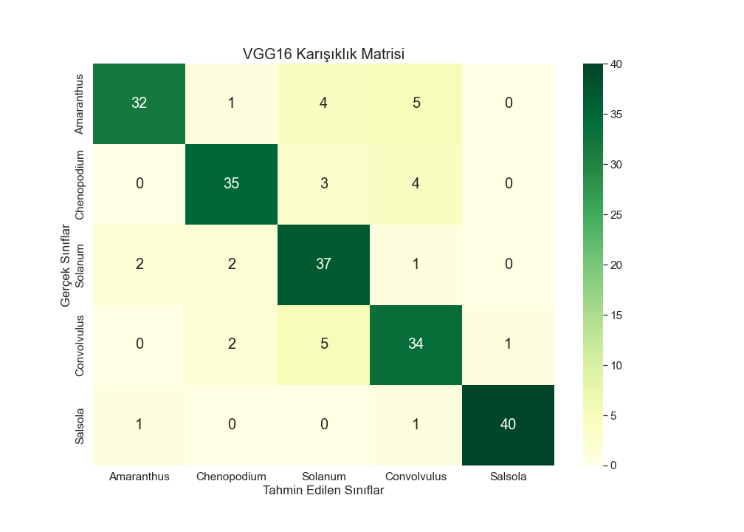 VGG16 Karışıklık Matrisi
Gerçek Sınıflar
Amaranthus
32 1 4 5 0
Chenopodium
0 35 3 4 0
Solanum
2 2 37 1 0
Convolvulus
0 2 5 34 1
Salsola
1 0 0 1 40
Amaranthus Chenopodium Solanum Convolvulus Salsola
Tahmin Edilen Sınıflar
40
35
30
25
20
15
10
5
0